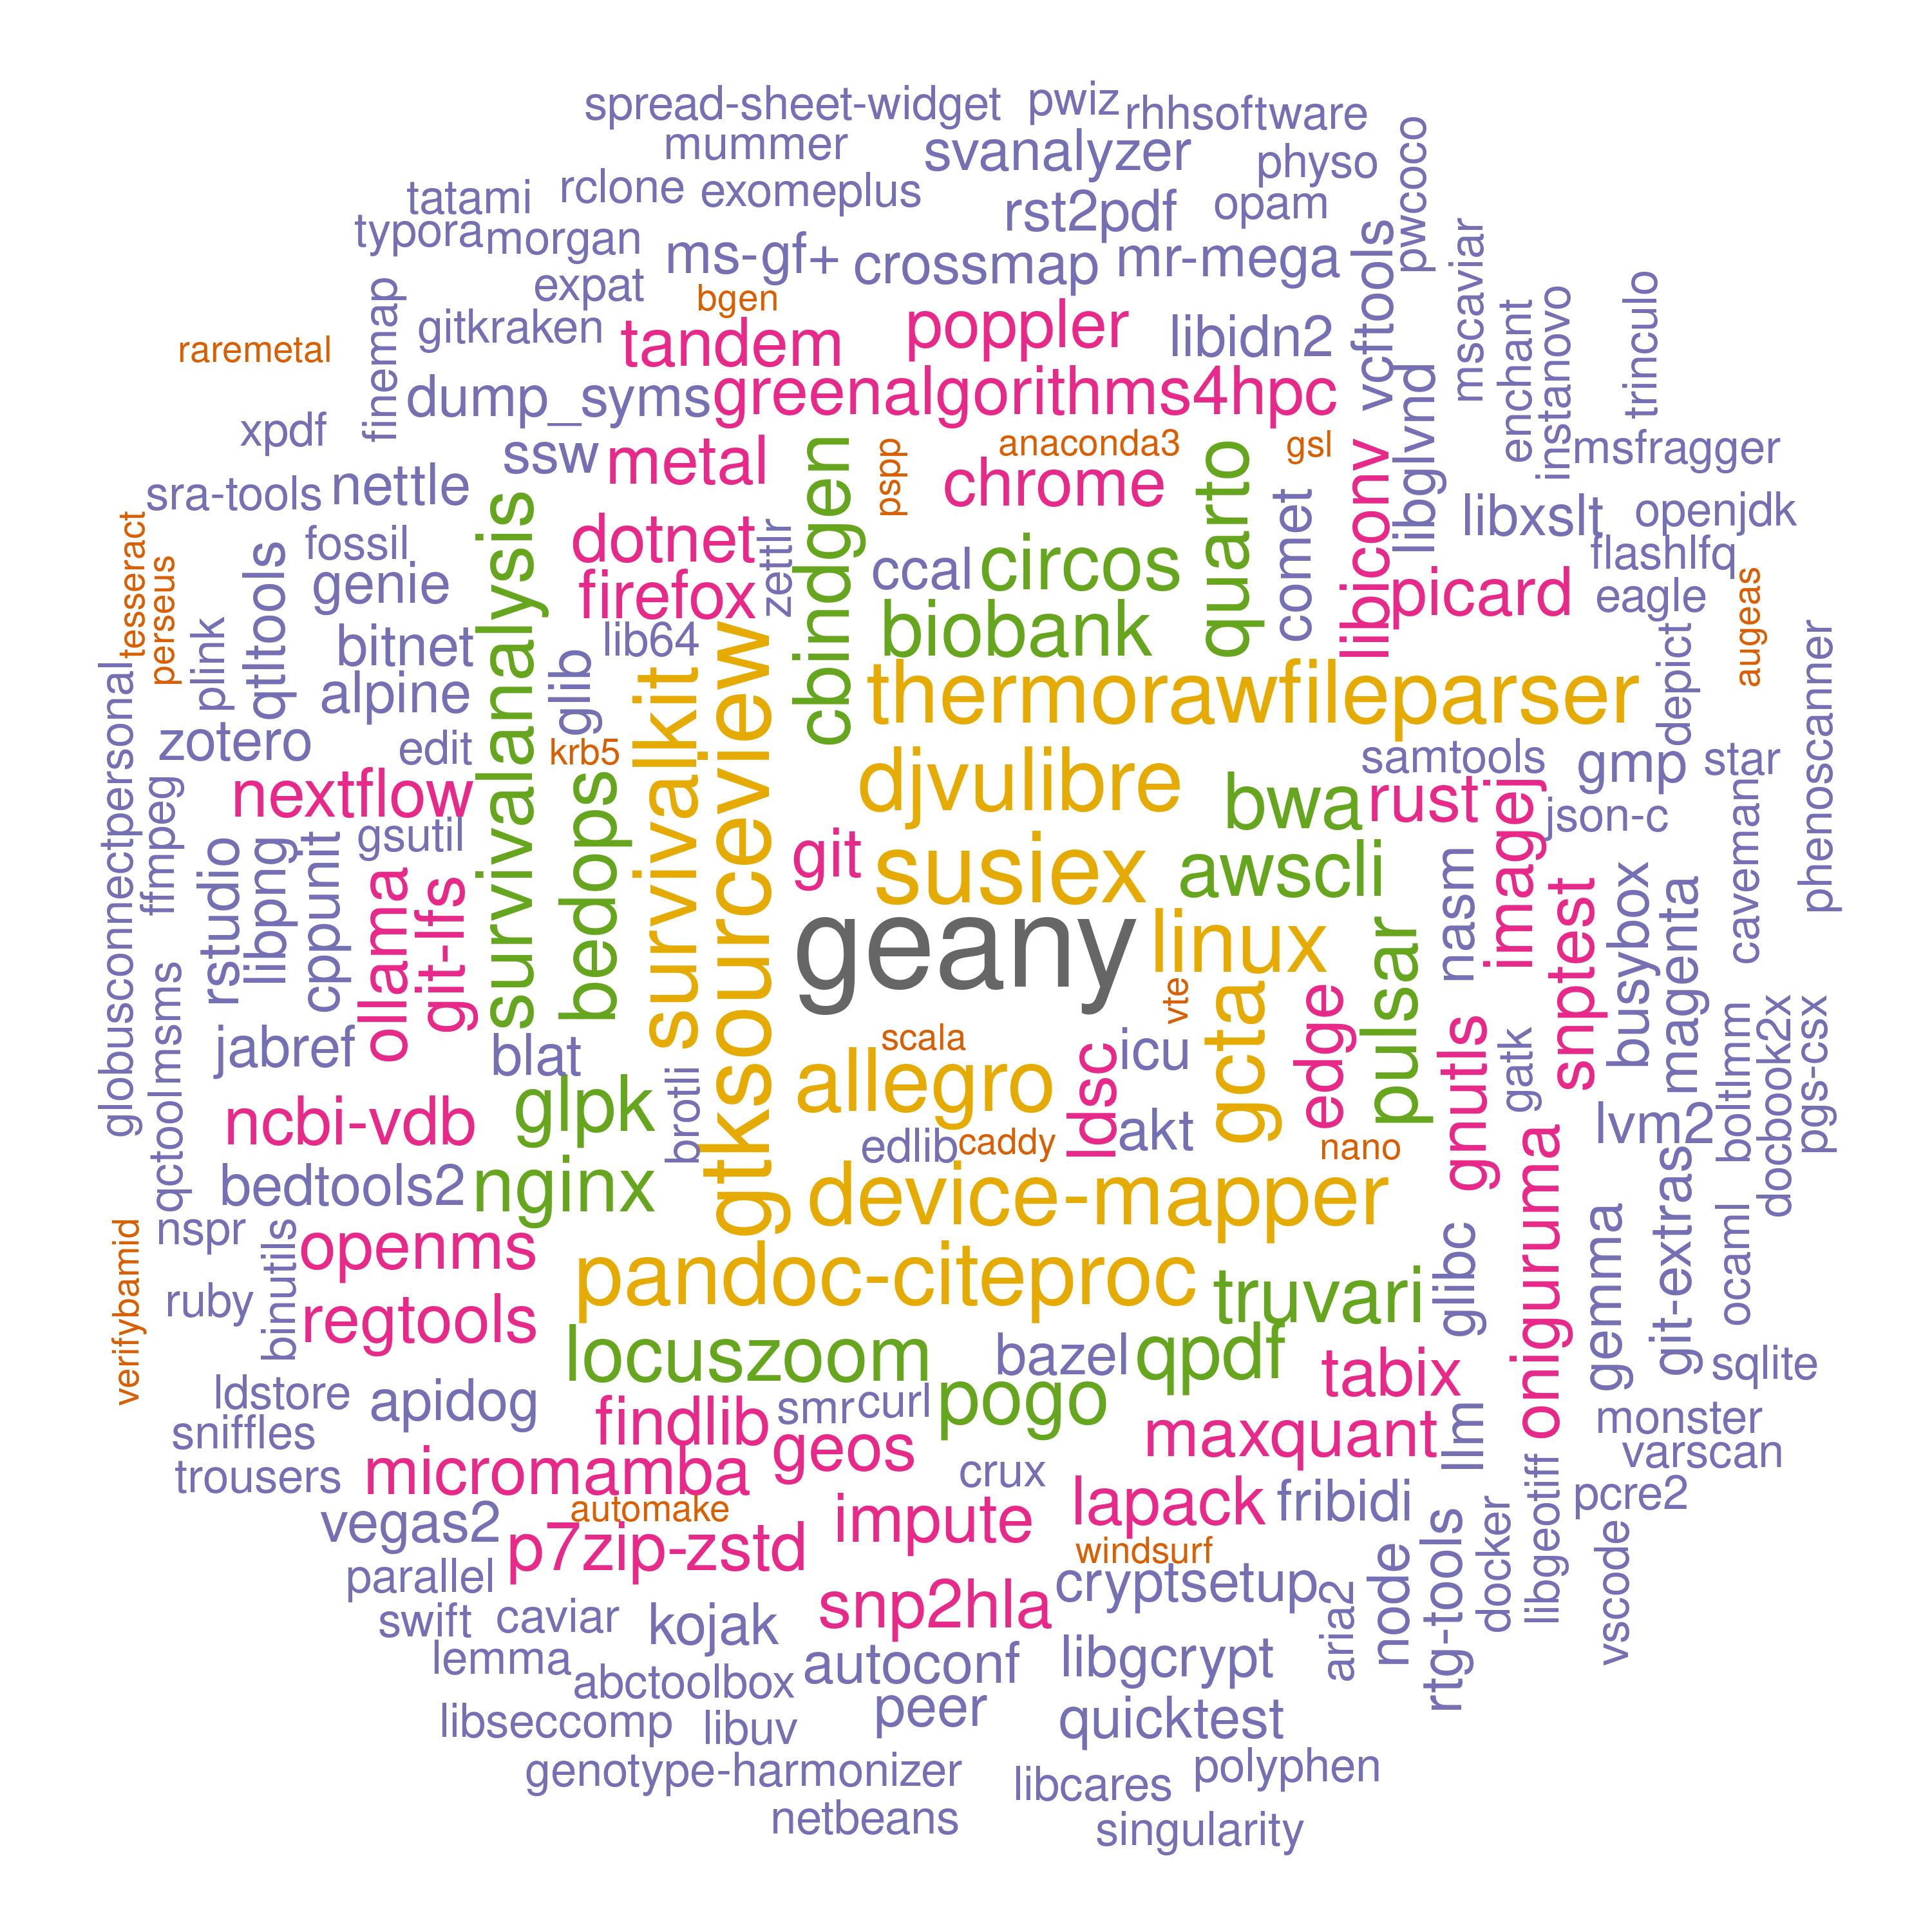 spread-sheet-widget
pwiz
rhhsoftware
mummer
svanalyzer
physo
pwcoco
tatami
rclone
exomeplus
rst2pdf
opam
typora
morgan
ms-gf+
crossmap
mr-mega
vcftools
mscaviar
expat
bgen
finemap
gitkraken
tandem
poppler
libidn2
enchant
instanovo
trinculo
raremetal
dump_syms
greenalgorithms4hpc
libglvnd
xpdf
ssw
metal
cbindgen
pspp
anaconda3
chrome
quarto
gsl
libiconv
msfragger
sra-tools
nettle
survivalanalysis
comet
libxslt
openjdk
tesseract
perseus
fossil
qtltools
genie
dotnet
zettlr
ccal
circos
flashlfq
firefox
picard
eagle
augeas
plink
bitnet
lib64
biobank
depict
phenoscanner
globusconnectpersonal
alpine
glib
survivalkit
gtksourceview
thermorawfileparser
zotero
edit
krb5
djvulibre
samtools
gmp
star
ffmpeg
nextflow
bedops
bwa
rust
imagej
json-c
caveman
rstudio
libpng
cppunit
gsutil
git
susiex
awscli
nasm
ollama
git-lfs
snptest
busybox
magenta
geany
linux
pulsar
qctool
msms
jabref
blat
scala
vte
gcta
edge
gnutls
gatk
boltlmm
docbook2x
pgs-csx
allegro
ldsc
icu
ncbi-vdb
glpk
brotli
edlib
caddy
akt
nano
oniguruma
lvm2
bedtools2
nginx
device-mapper
git-extras
verifybamid
nspr
binutils
openms
pandoc-citeproc
truvari
glibc
gemma
ocaml
ruby
regtools
locuszoom
bazel
qpdf
tabix
sqlite
ldstore
apidog
findlib
smr
curl
pogo
maxquant
llm
monster
sniffles
geos
varscan
trousers
micromamba
crux
lapack
fribidi
libgeotiff
pcre2
vegas2
automake
p7zip-zstd
impute
windsurf
node
rtg-tools
docker
vscode
parallel
snp2hla
cryptsetup
aria2
swift
caviar
kojak
lemma
abctoolbox
autoconf
libgcrypt
libseccomp
libuv
peer
quicktest
genotype-harmonizer
libcares
polyphen
netbeans
singularity